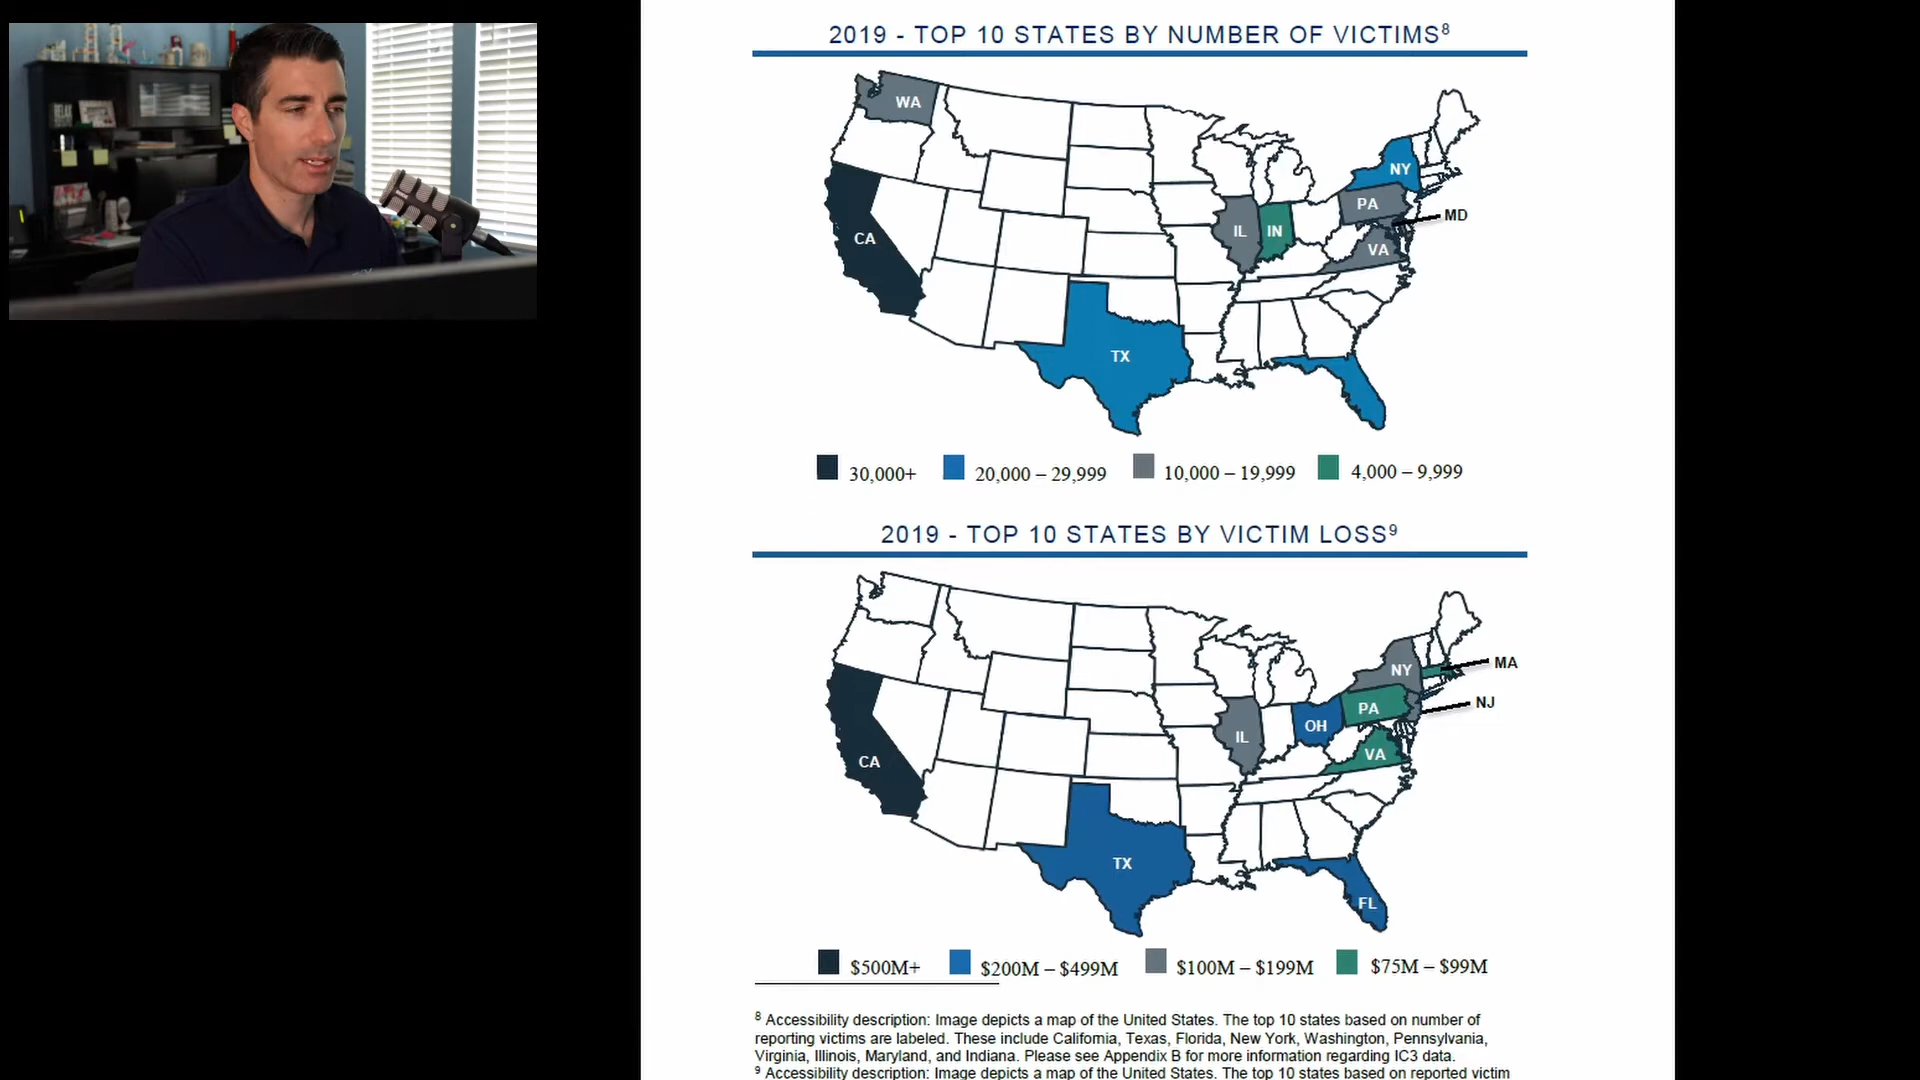 RELAX
2019 - TOP 10 STATES BY NUMBER OF VICTIMS⁸
WA
NY
PA
MD
IL
IN
VA
CA
TX
30,000+
20,000 – 29,999
10,000 – 19,999
4,000 – 9,999
2019 - TOP 10 STATES BY VICTIM LOSS⁹
MA
NY
NJ
PA
OH
IL
VA
CA
TX
FL
$500M+
$200M – $499M
$100M – $199M
$75M – $99M
⁸ Accessibility description: Image depicts a map of the United States. The top 10 states based on number of
reporting victims are labeled. These include California, Texas, Florida, New York, Washington, Pennsylvania,
Virginia, Illinois, Maryland, and Indiana. Please see Appendix B for more information regarding IC3 data.
⁹ Accessibility description: Image depicts a map of the United States. The top 10 states based on reported victim